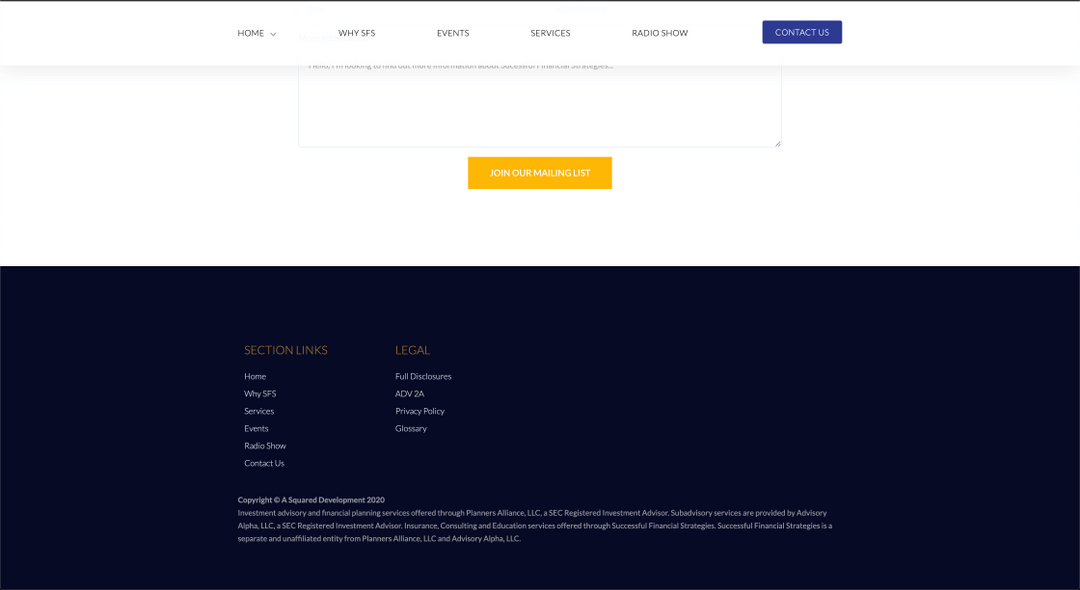 HOME WHY SFS EVENTS SERVICES RADIO SHOW CONTACT US
Hello, I'm looking to find out more information about Sucessful Financial Strategies...
JOIN OUR MAILING LIST
SECTION LINKS
Home
Why SFS
Services
Events
Radio Show
Contact Us
LEGAL
Full Disclosures
ADV 2A
Privacy Policy
Glossary
Copyright © A Squared Development 2020
Investment advisory and financial planning services offered through Planners Alliance, LLC, a SEC Registered Investment Advisor. Subadvisory services are provided by Advisory
Alpha, LLC, a SEC Registered Investment Advisor. Insurance, Consulting and Education services offered through Successful Financial Strategies. Successful Financial Strategies is a
separate and unaffiliated entity from Planners Alliance, LLC and Advisory Alpha, LLC.